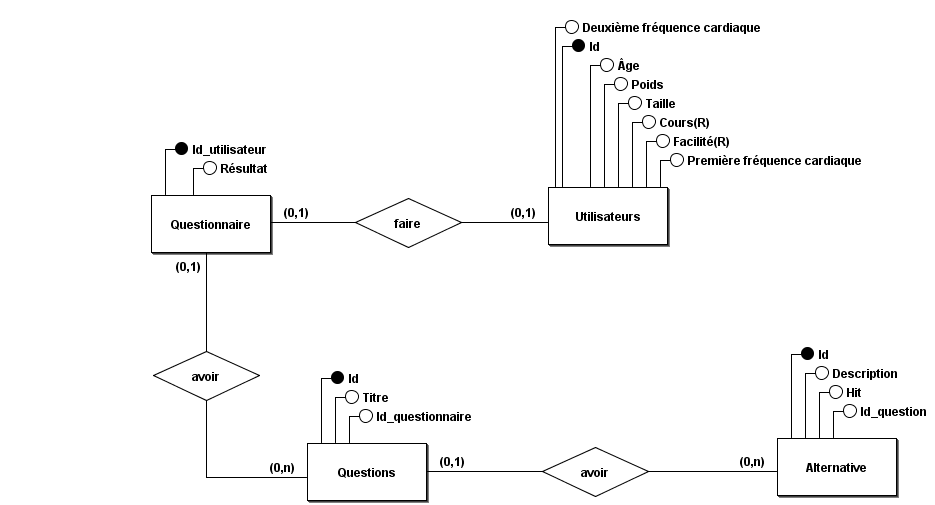 Deuxième fréquence cardiaque
Id
Âge
Poids
Taille
Cours(R)
Facilité(R)
Première fréquence cardiaque
Id_utilisateur
Résultat
Questionnaire
(0,1)
faire
(0,1)
Utilisateurs
(0,1)
avoir
Id
Titre
Id_questionnaire
(0,n)
Questions
(0,1)
avoir
(0,n)
Id
Description
Hit
Id_question
Alternative